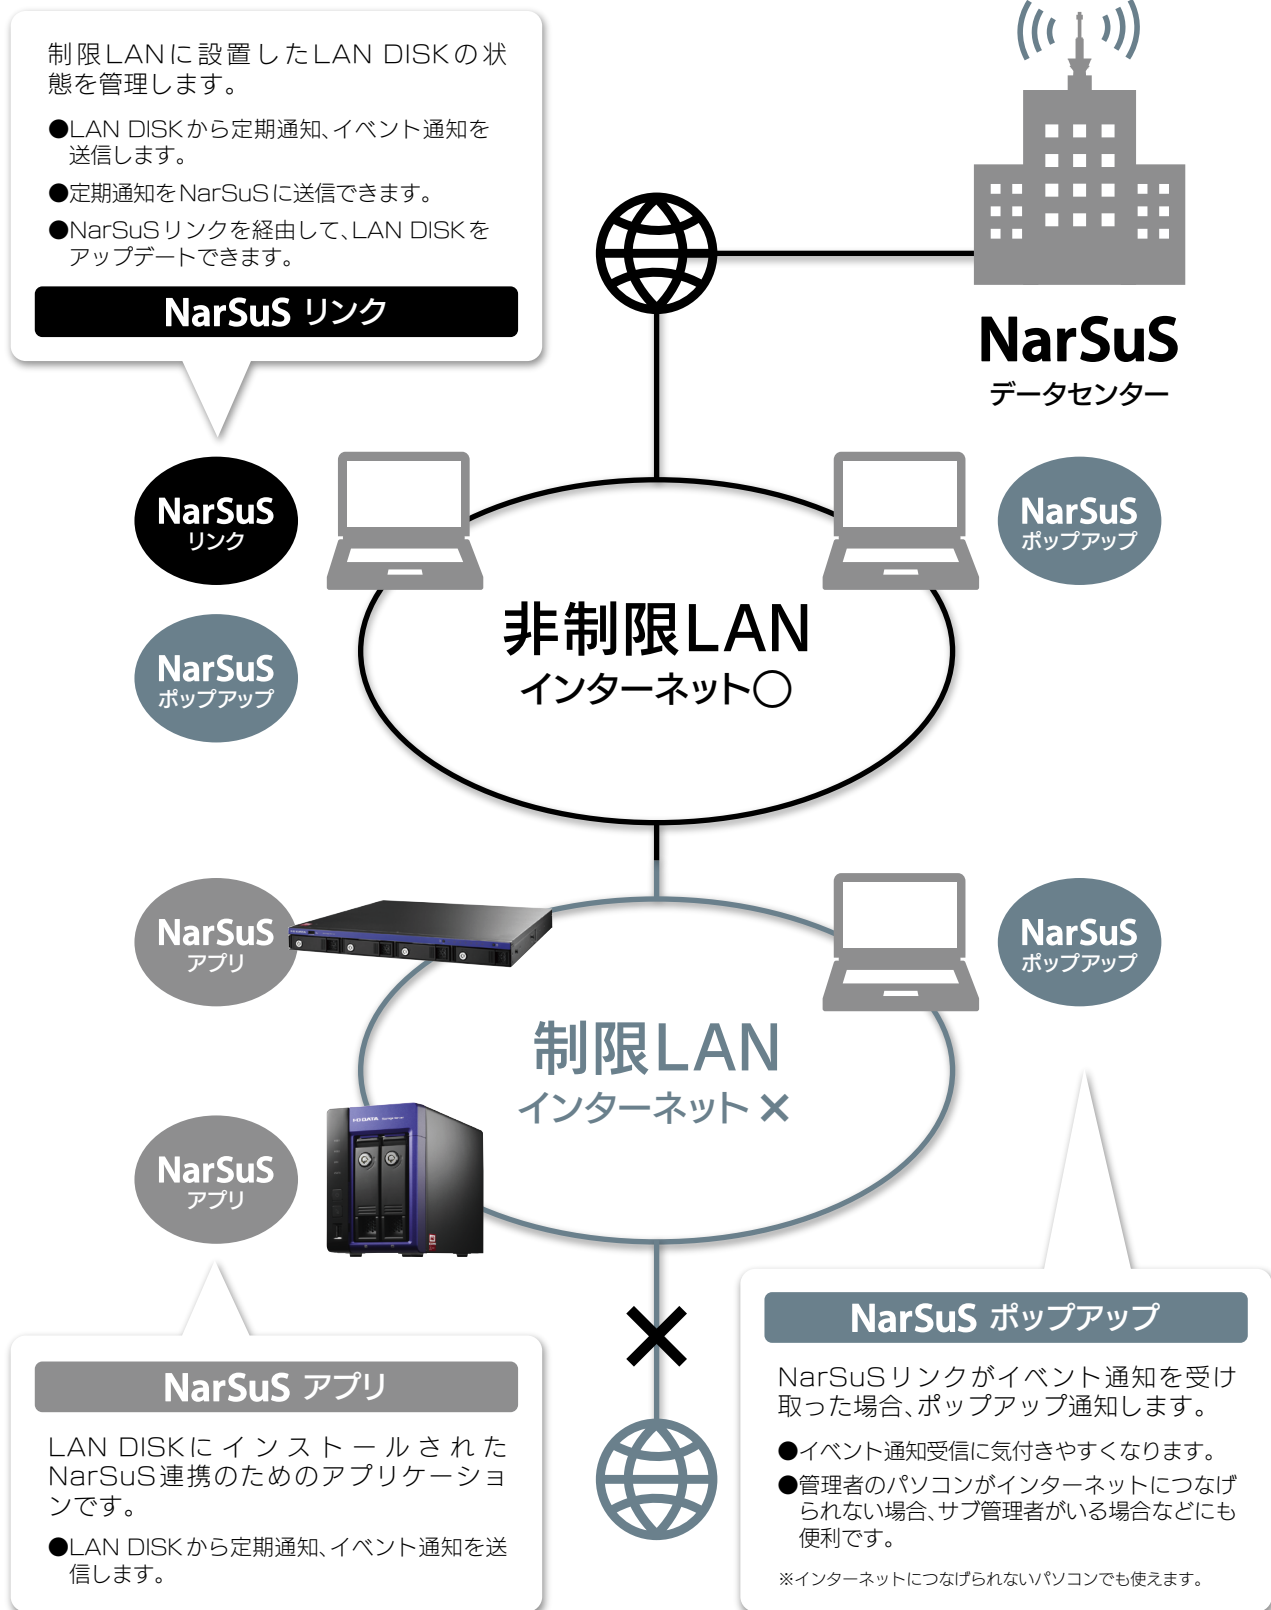 制限LANに設置したLAN DISKの状
態を管理します。
●LAN DISKから定期通知、イベント通知を
送信します。
●定期通知をNarSuSに送信できます。
●NarSuSリンクを経由して、LAN DISKを
アップデートできます。
NarSuS リンク
NarSuS
データセンター
NarSuS
リンク
NarSuS
ポップアップ
NarSuS
ポップアップ
非制限LAN
インターネット○
NarSuS
アプリ
NarSuS
ポップアップ
制限LAN
インターネット×
I-O DATA
NarSuS
アプリ
NarSuS アプリ
LAN DISKにインストールされた
NarSuS連携のためのアプリケーショ
ンです。
●LAN DISKから定期通知、イベント通知を送
信します。
NarSuS ポップアップ
NarSuSリンクがイベント通知を受け
取った場合、ポップアップ通知します。
●イベント通知受信に気付きやすくなります。
●管理者のパソコンがインターネットにつなげ
られない場合、サブ管理者がいる場合などにも
便利です。
※インターネットにつなげられないパソコンでも使えます。